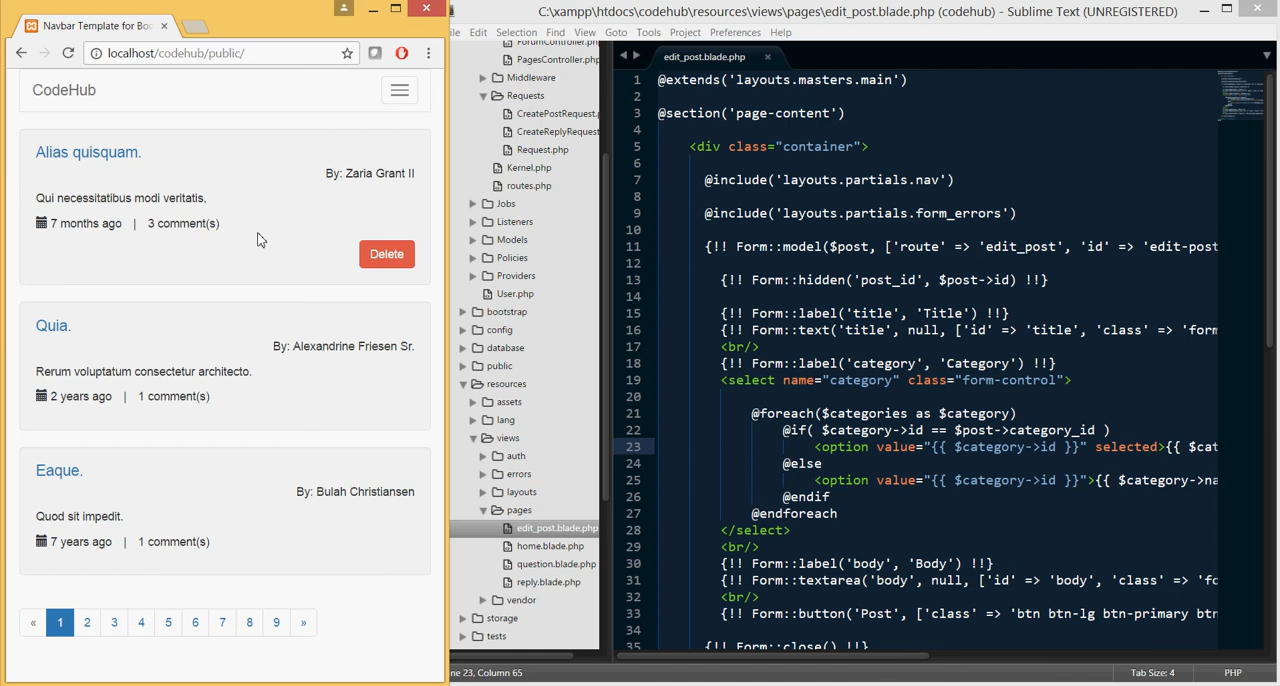 Navbar Template for Boo
localhost/codehub/public/
CodeHub
Alias quisquam.
By: Zaria Grant II
Qui necessitatibus modi veritatis,
7 months ago | 3 comment(s)
Delete
Quia.
By: Alexandrine Friesen Sr.
Rerum voluptatum consectetur architecto.
2 years ago | 1 comment(s)
Eaque.
By: Bulah Christiansen
Quod sit impedit.
7 years ago | 1 comment(s)
« 1 2 3 4 5 6 7 8 9 »
C:\xampp\htdocs\codehub\resources\views\pages\edit_post.blade.php (codehub) - Sublime Text (UNREGISTERED)
ile Edit Selection Find View Goto Tools Project Preferences Help
ForumController.php
PagesController.php
Middleware
Requests
CreatePostRequest.p
CreateReplyRequest
Request.php
Kernel.php
routes.php
Jobs
Listeners
Models
Policies
Providers
User.php
bootstrap
config
database
public
resources
assets
lang
views
auth
errors
layouts
pages
edit_post.blade.php
home.blade.php
question.blade.php
reply.blade.php
vendor
storage
tests
edit_post.blade.php
1 @extends('layouts.masters.main')
2
3 @section('page-content')
4
5 <div class="container">
6
7 @include('layouts.partials.nav')
8
9 @include('layouts.partials.form_errors')
10
11 {!! Form::model($post, ['route' => 'edit_post', 'id' => 'edit-post
12
13 {!! Form::hidden('post_id', $post->id) !!}
14
15 {!! Form::label('title', 'Title') !!}
16 {!! Form::text('title', null, ['id' => 'title', 'class' => 'form
17 <br/>
18 {!! Form::label('category', 'Category') !!}
19 <select name="category" class="form-control">
20
21 @foreach($categories as $category)
22 @if( $category->id == $post->category_id )
23 <option value="{{ $category->id }}" selected>{{ $cat
24 @else
25 <option value="{{ $category->id }}">{{ $category->na
26 @endif
27 @endforeach
28 </select>
29 <br/>
30 {!! Form::label('body', 'Body') !!}
31 {!! Form::textarea('body', null, ['id' => 'body', 'class' => 'fo
32 <br/>
33 {!! Form::button('Post', ['class' => 'btn btn-lg btn-primary btn
34
35 {!! Form::close() !!}
ne 23, Column 65
Tab Size: 4 PHP